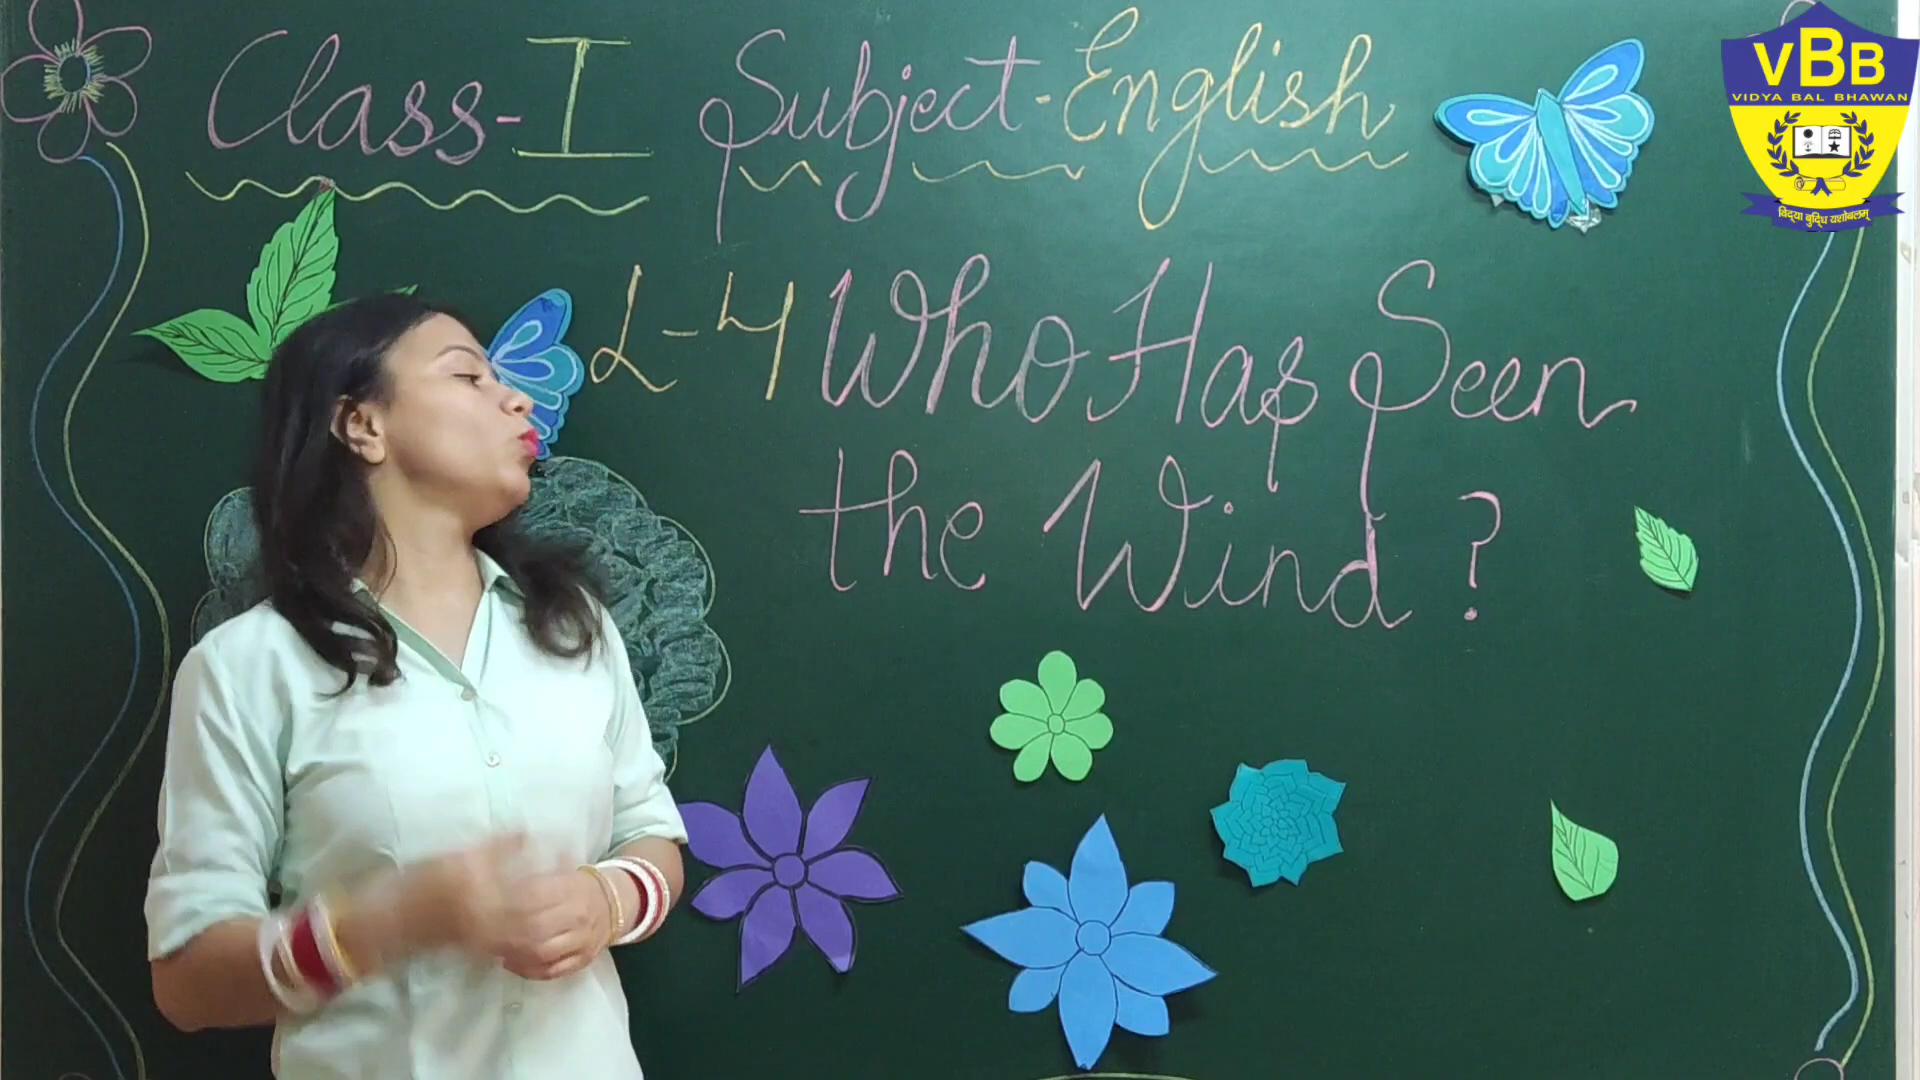 Class-I Subject-English
L-4 Who Has Seen
the Wind ?
VBB
VIDYA BAL BHAWAN
विद्या बुद्धि यशोबलम्